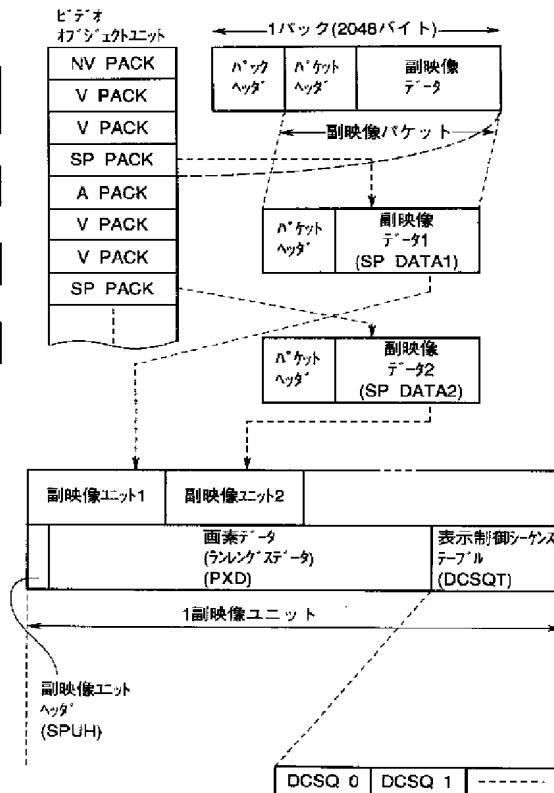 ビデオ
オブジェクトユニット
NV PACK
V PACK
V PACK
SP PACK
A PACK
V PACK
V PACK
SP PACK
1パック(2048バイト)
パック
ヘッダ
パケット
ヘッダ
副映像
データ
副映像パケット
パケット
ヘッダ
副映像
データ1
(SP DATA1)
パケット
ヘッダ
副映像
データ2
(SP DATA2)
副映像ユニット1
副映像ユニット2
画素データ
(ランレングスデータ)
(PXD)
表示制御シーケンス
テーブル
(DCSQT)
1副映像ユニット
副映像ユニット
ヘッダ
(SPUH)
DCSQ 0
DCSQ 1